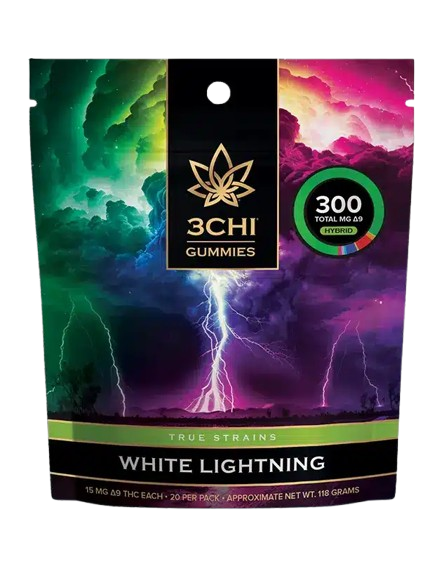 3CHI
GUMMIES
300
TOTAL MG Δ9
HYBRID
TRUE STRAINS
WHITE LIGHTNING
15 MG Δ9 THC EACH • 20 PER PACK • APPROXIMATE NET WT. 118 GRAMS